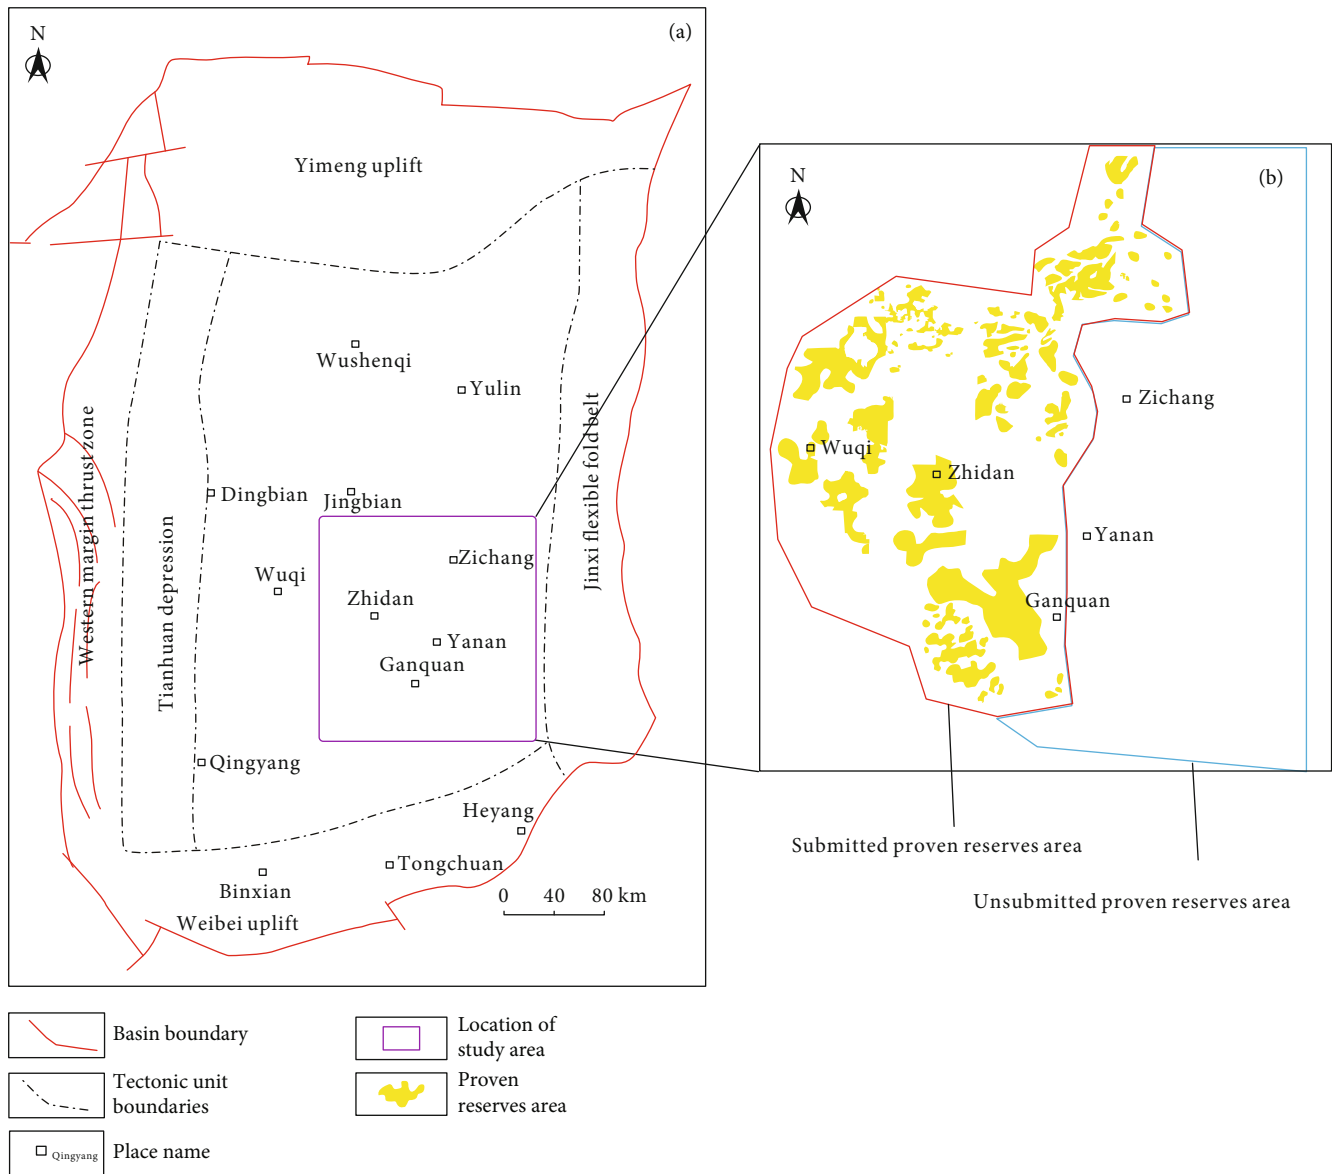 (a)
N
Yimeng uplift
Wushenqi
Yulin
Western margin thrust zone
Tianhuan depression
Jinxi flexible fold belt
Dingbian
Jingbian
Zichang
Wuqi
Zhidan
Yanan
Ganquan
Qingyang
Heyang
Tongchuan
Binxian
Weibei uplift
0 40 80 km
(b)
N
Zichang
Wuqi
Zhidan
Yanan
Ganquan
Submitted proven reserves area
Unsubmitted proven reserves area
Basin boundary
Tectonic unit
boundaries
Qingyang
Place name
Location of
study area
Proven
reserves area